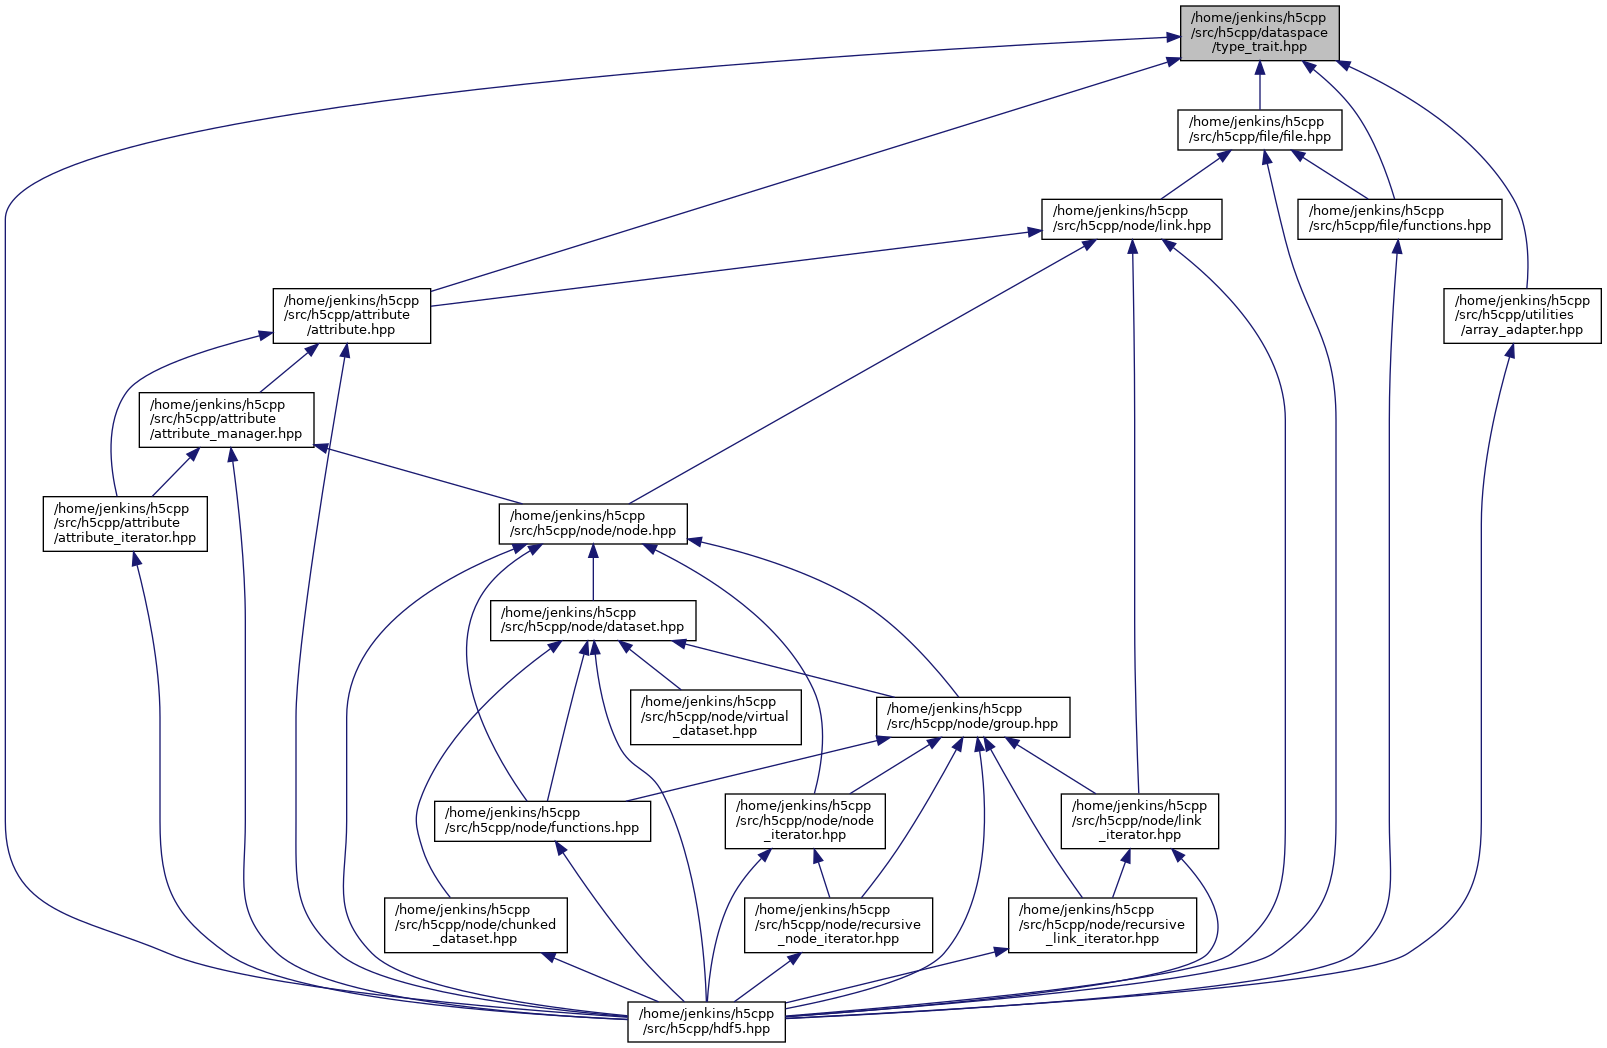 /home/jenkins/h5cpp
/src/h5cpp/dataspace
/type_trait.hpp
/home/jenkins/h5cpp
/src/h5cpp/file/file.hpp
/home/jenkins/h5cpp
/src/h5cpp/node/link.hpp
/home/jenkins/h5cpp
/src/h5cpp/file/functions.hpp
/home/jenkins/h5cpp
/src/h5cpp/attribute
/attribute.hpp
/home/jenkins/h5cpp
/src/h5cpp/utilities
/array_adapter.hpp
/home/jenkins/h5cpp
/src/h5cpp/attribute
/attribute_manager.hpp
/home/jenkins/h5cpp
/src/h5cpp/attribute
/attribute_iterator.hpp
/home/jenkins/h5cpp
/src/h5cpp/node/node.hpp
/home/jenkins/h5cpp
/src/h5cpp/node/dataset.hpp
/home/jenkins/h5cpp
/src/h5cpp/node/virtual
_dataset.hpp
/home/jenkins/h5cpp
/src/h5cpp/node/group.hpp
/home/jenkins/h5cpp
/src/h5cpp/node/functions.hpp
/home/jenkins/h5cpp
/src/h5cpp/node/node
_iterator.hpp
/home/jenkins/h5cpp
/src/h5cpp/node/link
_iterator.hpp
/home/jenkins/h5cpp
/src/h5cpp/node/chunked
_dataset.hpp
/home/jenkins/h5cpp
/src/h5cpp/node/recursive
_node_iterator.hpp
/home/jenkins/h5cpp
/src/h5cpp/node/recursive
_link_iterator.hpp
/home/jenkins/h5cpp
/src/h5cpp/hdf5.hpp